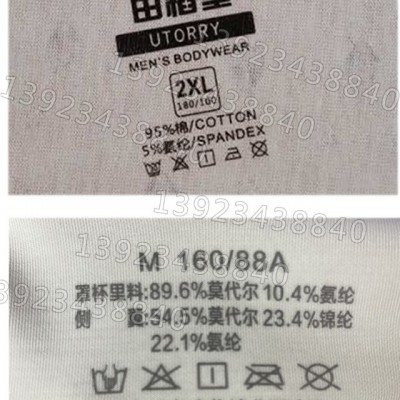 UTORRY
MEN'S BODYWEAR
2XL
180/100
95%棉/COTTON
5%氨纶/SPANDEX
M 160/88A
罩杯里料:89.6%莫代尔 10.4%氨纶
侧 翼:54.5%莫代尔 23.4%锦纶
22.1%氨纶
13923438840